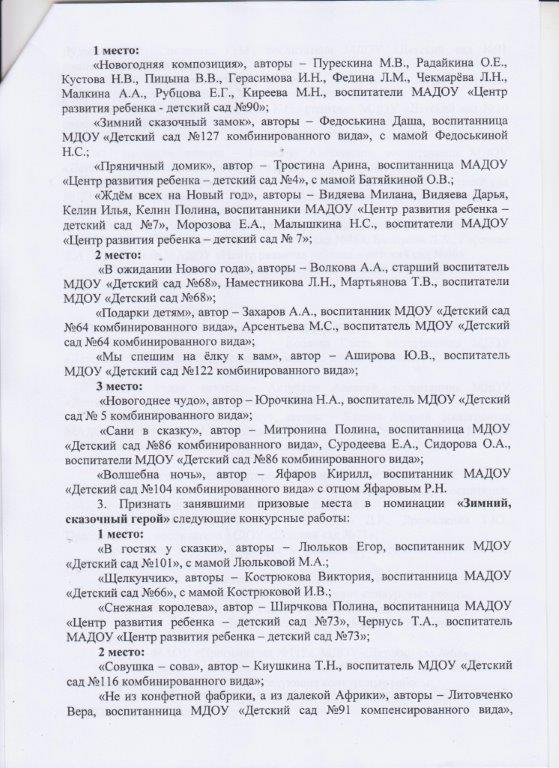 1 место:
«Новогодняя композиция», авторы – Пурескина М.В., Радайкина О.Е.,
Кустова Н.В., Пицына В.В., Герасимова И.Н., Федина Л.М., Чекмарёва Л.Н.,
Малкина А.А., Рубцова Е.Г., Киреева М.Н., воспитатели МАДОУ «Центр
развития ребенка - детский сад №90»;
«Зимний сказочный замок», авторы – Федоськина Даша, воспитанница
МДОУ «Детский сад №127 комбинированного вида», с мамой Федоськиной
Н.С.;
«Пряничный домик», автор – Тростина Арина, воспитанница МАДОУ
«Центр развития ребенка – детский сад №4», с мамой Батяйкиной О.В.;
«Ждём всех на Новый год», авторы – Видяева Милана, Видяева Дарья,
Келин Илья, Келин Полина, воспитанники МАДОУ «Центр развития ребенка –
детский сад №7», Морозова Е.А., Малышкина Н.С., воспитатели МАДОУ
«Центр развития ребенка – детский сад № 7»;
2 место:
«В ожидании Нового года», авторы – Волкова А.А., старший воспитатель
МДОУ «Детский сад №68», Наместникова Л.Н., Мартьянова Т.В., воспитатели
МДОУ «Детский сад №68»;
«Подарки детям», автор – Захаров А.А., воспитанник МДОУ «Детский сад
№64 комбинированного вида», Арсентьева М.С., воспитатель МДОУ «Детский
сад №64 комбинированного вида»;
«Мы спешим на ёлку к вам», автор – Аширова Ю.В., воспитатель
МДОУ «Детский сад №122 комбинированного вида»;
3 место:
«Новогоднее чудо», автор – Юрочкина Н.А., воспитатель МДОУ «Детский
сад № 5 комбинированного вида»;
«Сани в сказку», автор – Митронина Полина, воспитанница МДОУ
«Детский сад №86 комбинированного вида», Суродеева Е.А., Сидорова О.А.,
воспитатели МДОУ «Детский сад №86 комбинированного вида»;
«Волшебна ночь», автор – Яфаров Кирилл, воспитанник МАДОУ
«Детский сад №104 комбинированного вида» с отцом Яфаровым Р.Н.
3. Признать занявшими призовые места в номинации «Зимний,
сказочный герой» следующие конкурсные работы:
1 место:
«В гостях у сказки», авторы – Люльков Егор, воспитанник МДОУ
«Детский сад №101», с мамой Люльковой М.А.;
«Щелкунчик», авторы – Кострюкова Виктория, воспитанница МАДОУ
«Детский сад №66», с мамой Кострюковой И.В.;
«Снежная королева», автор – Ширчкова Полина, воспитанница МАДОУ
«Центр развития ребенка – детский сад №73», Чернусь Т.А., воспитатель
МАДОУ «Центр развития ребенка – детский сад №73»;
2 место:
«Совушка – сова», автор – Киушкина Т.Н., воспитатель МДОУ «Детский
сад №116 комбинированного вида»;
«Не из конфетной фабрики, а из далекой Африки», авторы – Литовченко
Вера, воспитанница МДОУ «Детский сад №91 компенсированного вида»,